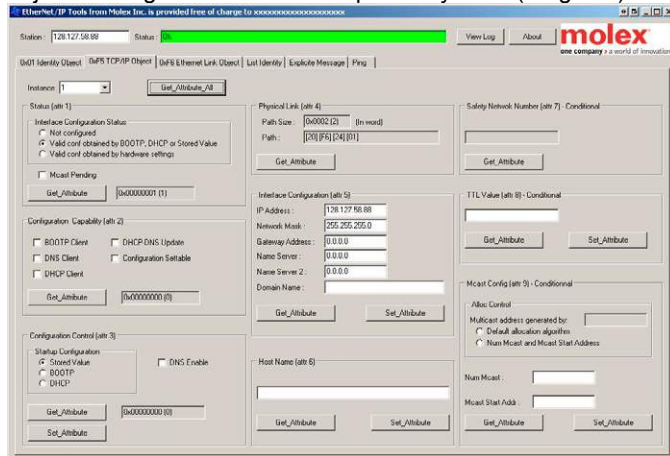 EtherNet/IP Tools from Molex Inc. is provided free of charge to xxxxxxxxxxxxxxxxxxxx
Station : 128.127.58.88 Status : Ok View Log About
molex
one company > a world of innovation
0x01 Identity Object 0xF5 TCP/IP Object 0xF6 Ethernet Link Object List Identity Explicite Message Ping
Instance 1 Get_Attribute_All
Status (attr 1)
Interface Configuration Status
Not configured
Valid conf obtained by BOOTP, DHCP or Stored Value
Valid conf obtained by hardware settings
Mcast Pending
Get_Attribute 0x00000001 (1)
Configuration Capability (attr 2)
BOOTP Client DHCP-DNS Update
DNS Client Configuration Settable
DHCP Client
Get_Attribute 0x00000000 (0)
Configuration Control (attr 3)
Startup Configuration
Stored Value DNS Enable
BOOTP
DHCP
Get_Attribute 0x00000000 (0)
Set_Attribute
Physical Link (attr 4)
Path Size : 0x0002 (2) (In word)
Path : [20] [F6] [24] [01]
Get_Attribute
Interface Configuration (attr 5)
IP Address : 128.127.58.88
Network Mask : 255.255.255.0
Gateway Address : 0.0.0.0
Name Server : 0.0.0.0
Name Server 2 : 0.0.0.0
Domain Name :
Get_Attribute Set_Attribute
Host Name (attr 6)
Get_Attribute Set_Attribute
Safety Network Number (attr 7) - Conditional
Get_Attribute
TTL Value (attr 8) - Conditional
Get_Attribute Set_Attribute
Mcast Config (attr 9) - Conditionnal
Alloc Control
Multicast address generated by:
Default allocation algorithm
Num Mcast and Mcast Start Address
Num Mcast :
Mcast Start Addr :
Get_Attribute Set_Attribute